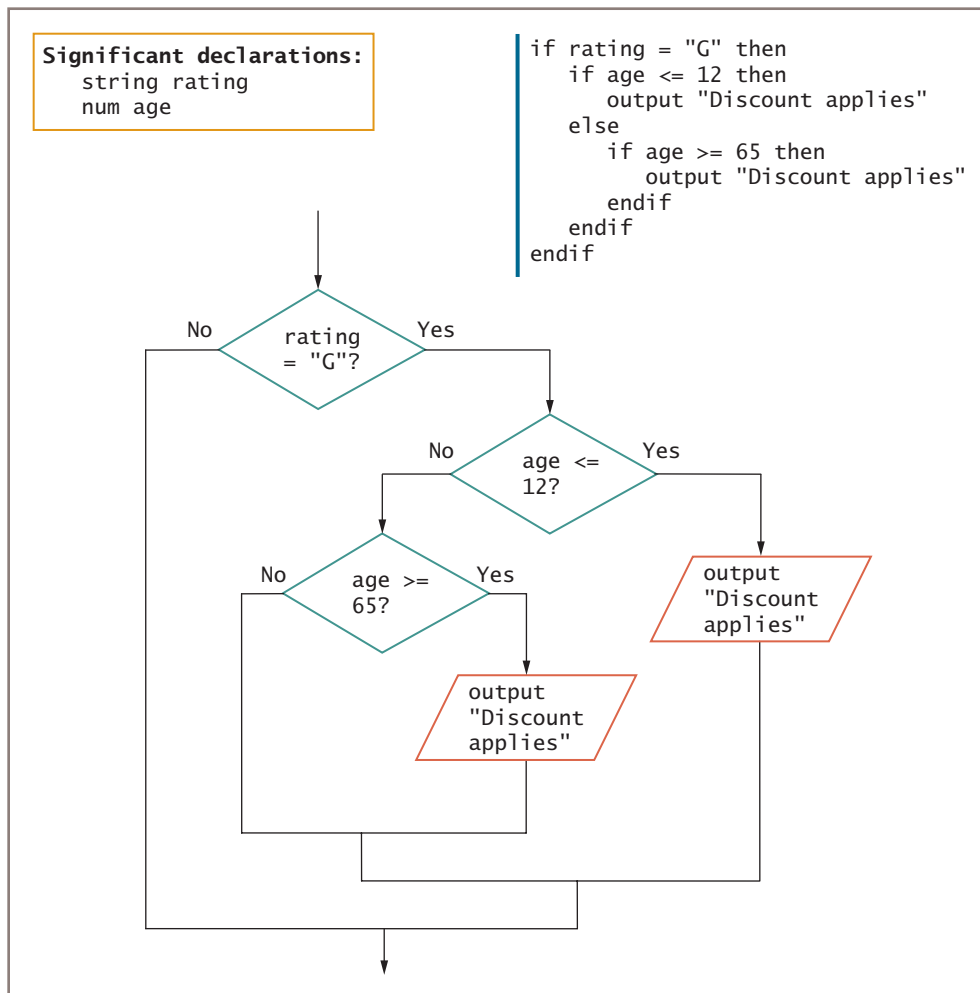 Significant declarations:
string rating
num age
if rating = "G" then
if age <= 12 then
output "Discount applies"
else
if age >= 65 then
output "Discount applies"
endif
endif
endif
No
rating
= "G"?
Yes
No
age <=
12?
Yes
No
age >=
65?
Yes
output
"Discount
applies"
output
"Discount
applies"